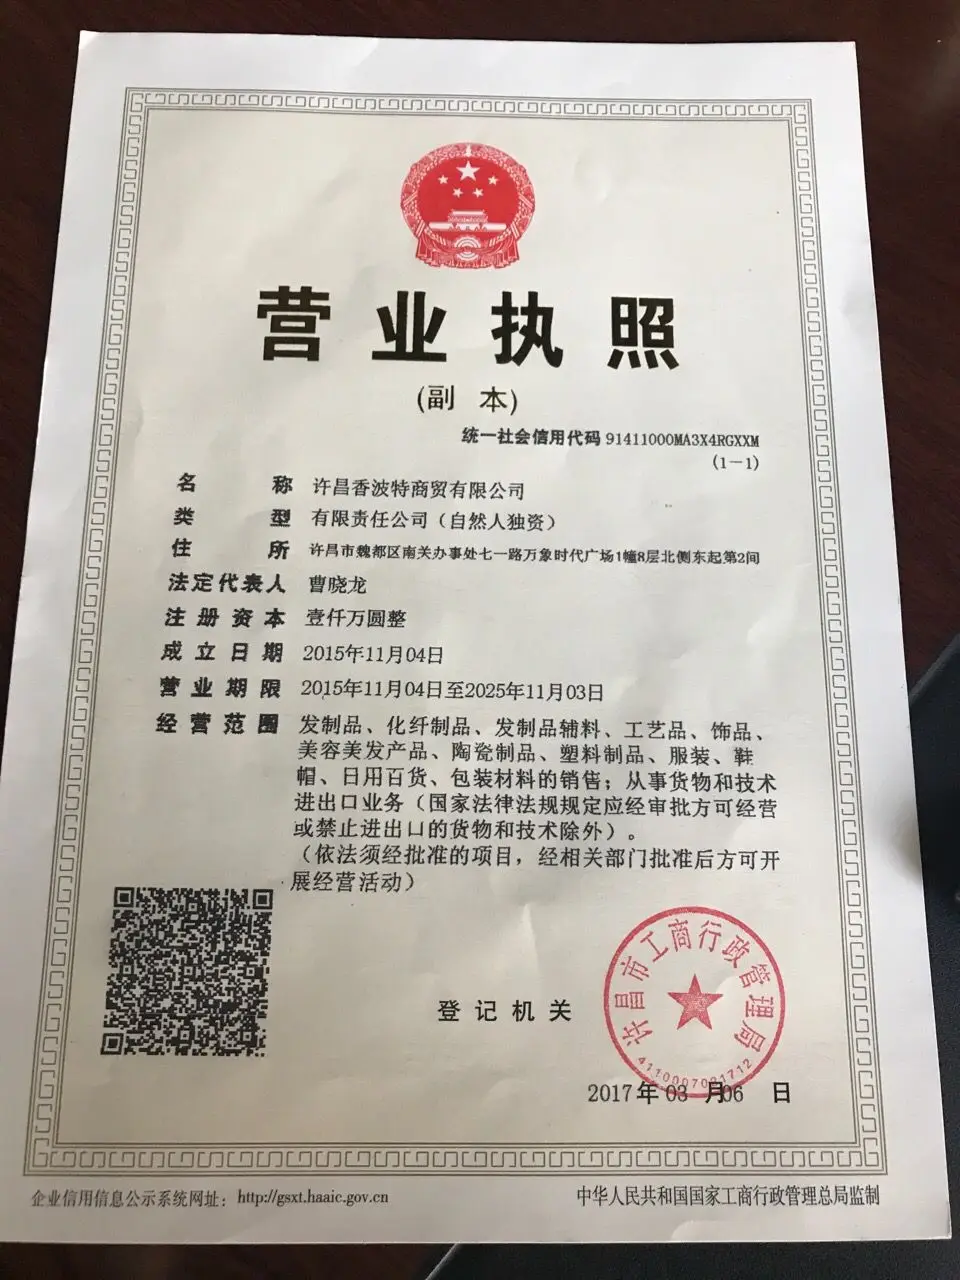 营业执照
(副 本)
统一社会信用代码 91411000MA3X4RGXXM
(1-1)
名称 许昌香波特商贸有限公司
类型 有限责任公司（自然人独资）
住所 许昌市魏都区南关办事处七一路万象时代广场1幢8层北侧东起第2间
法定代表人 曹晓龙
注册资本 壹仟万圆整
成立日期 2015年11月04日
营业期限 2015年11月04日至2025年11月03日
经营范围 发制品、化纤制品、发制品辅料、工艺品、饰品、
美容美发产品、陶瓷制品、塑料制品、服装、鞋
帽、日用百货、包装材料的销售；从事货物和技术
进出口业务（国家法律法规规定应经审批方可经营
或禁止进出口的货物和技术除外）。
（依法须经批准的项目，经相关部门批准后方可开
展经营活动）
登记机关
许昌市工商行政管理局
4110007021712
2017年 03 月06 日
企业信用信息公示系统网址： http://gsxt.haaic.gov.cn
中华人民共和国国家工商行政管理总局监制